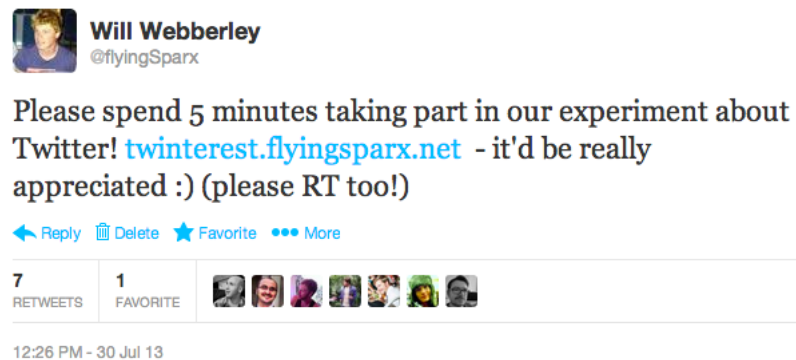 Will Webberley
@flyingSparx
Please spend 5 minutes taking part in our experiment about
Twitter! twinterest.flyingsparx.net - it'd be really
appreciated :) (please RT too!)
Reply Delete Favorite More
7 1
RETWEETS FAVORITE
12:26 PM - 30 Jul 13